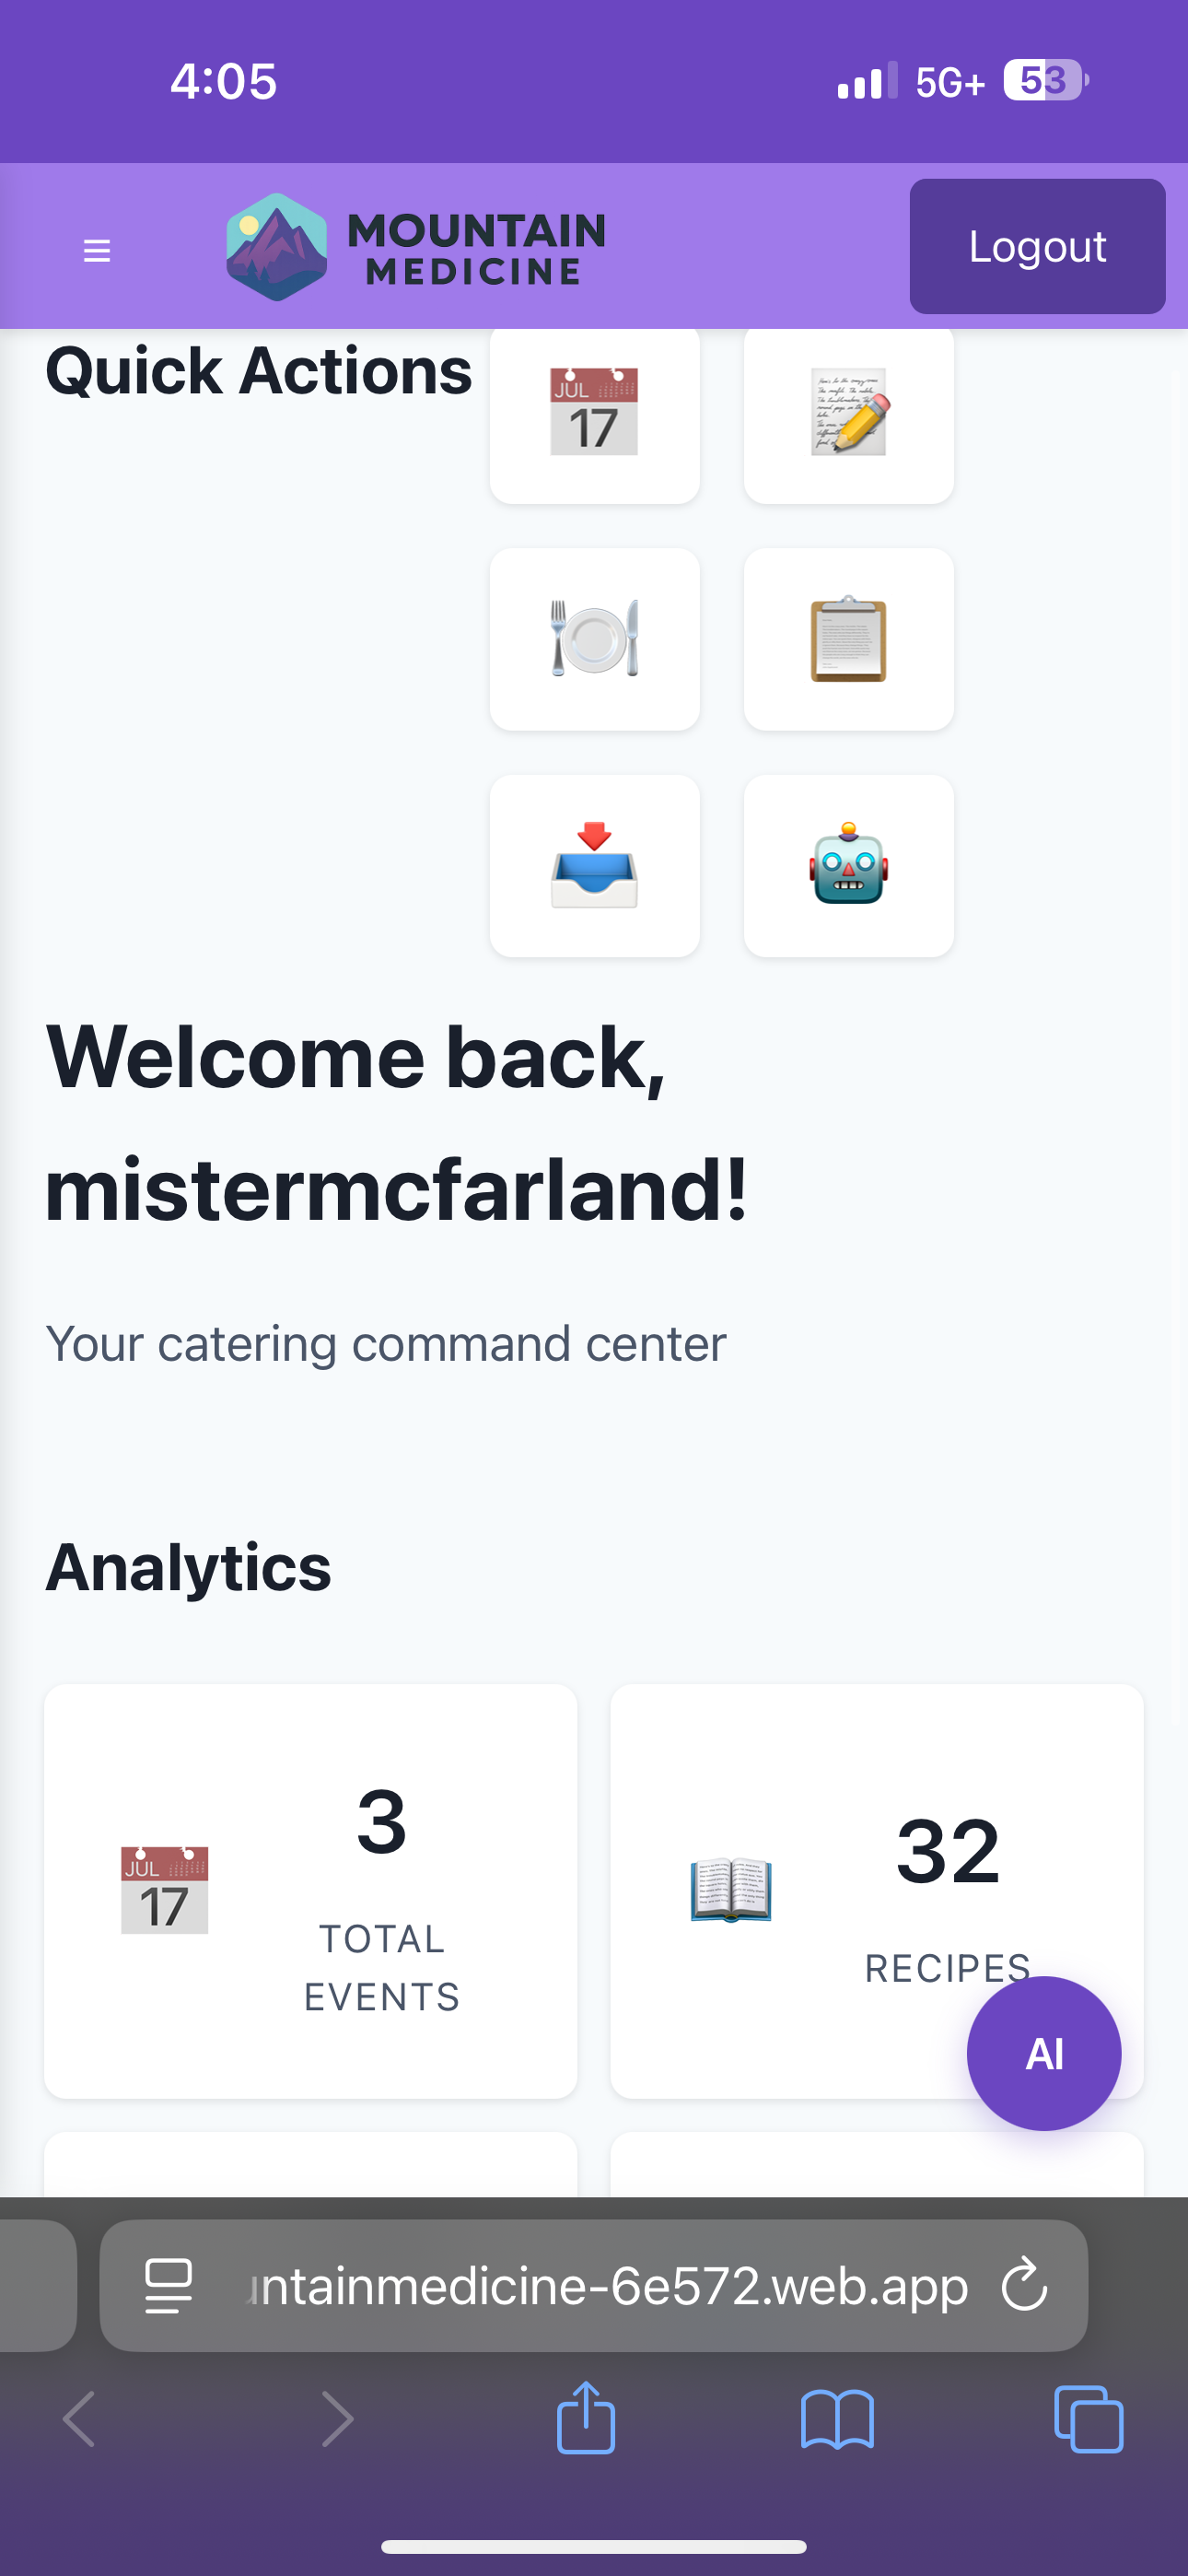 4:05
5G+
53
MOUNTAIN
MEDICINE
Logout
Quick Actions
JUL
17
Welcome back,
mistermcfarland!
Your catering command center
Analytics
JUL
17
3
TOTAL
EVENTS
32
RECIPES
AI
ntainmedicine-6e572.web.app